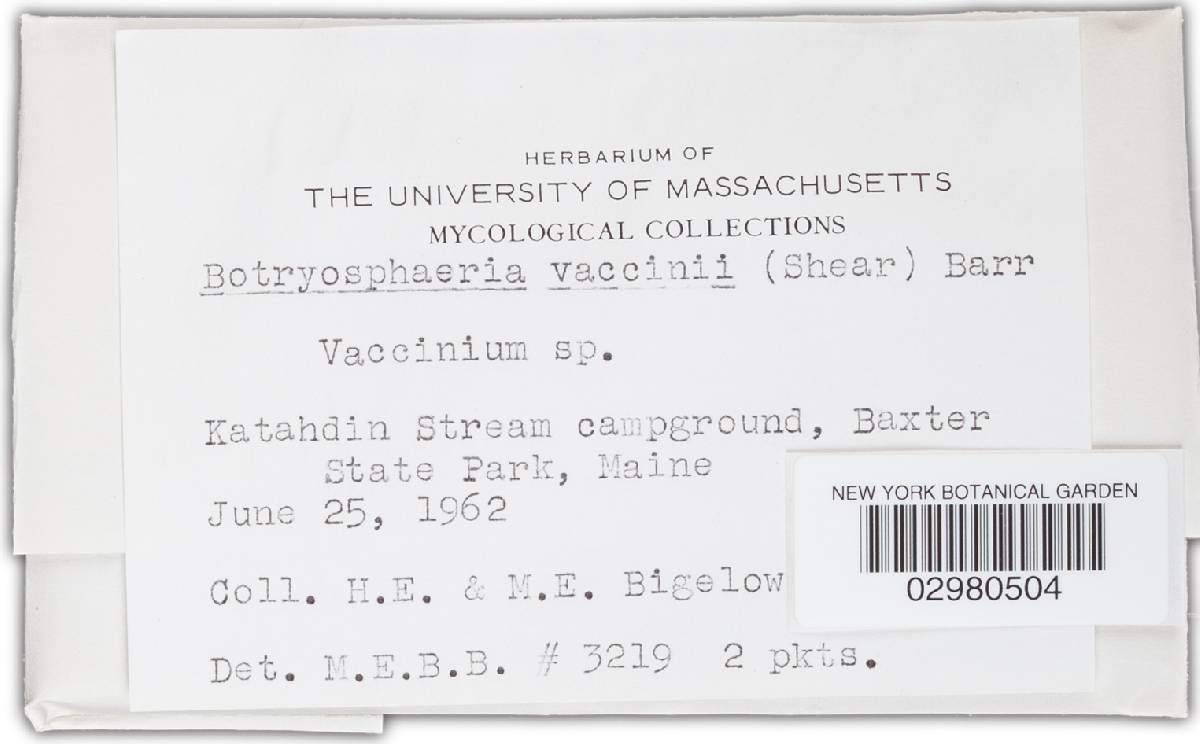 HERBARIUM OF
THE UNIVERSITY OF MASSACHUSETTS
MYCOLOGICAL COLLECTIONS
Botryosphaeria vaccinii (Shear) Barr
Vaccinium sp.
Katahdin Stream campground, Baxter
State Park, Maine
June 25, 1962
Coll. H.E. & M.E. Bigelow
Det. M.E.B.B. # 3219 2 pkts.
NEW YORK BOTANICAL GARDEN
02980504